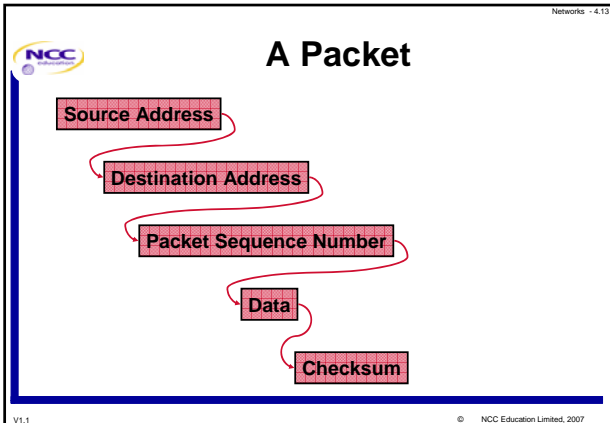 Networks - 4.13
NCC
education
A Packet
Source Address
Destination Address
Packet Sequence Number
Data
Checksum
V1.1
© NCC Education Limited, 2007